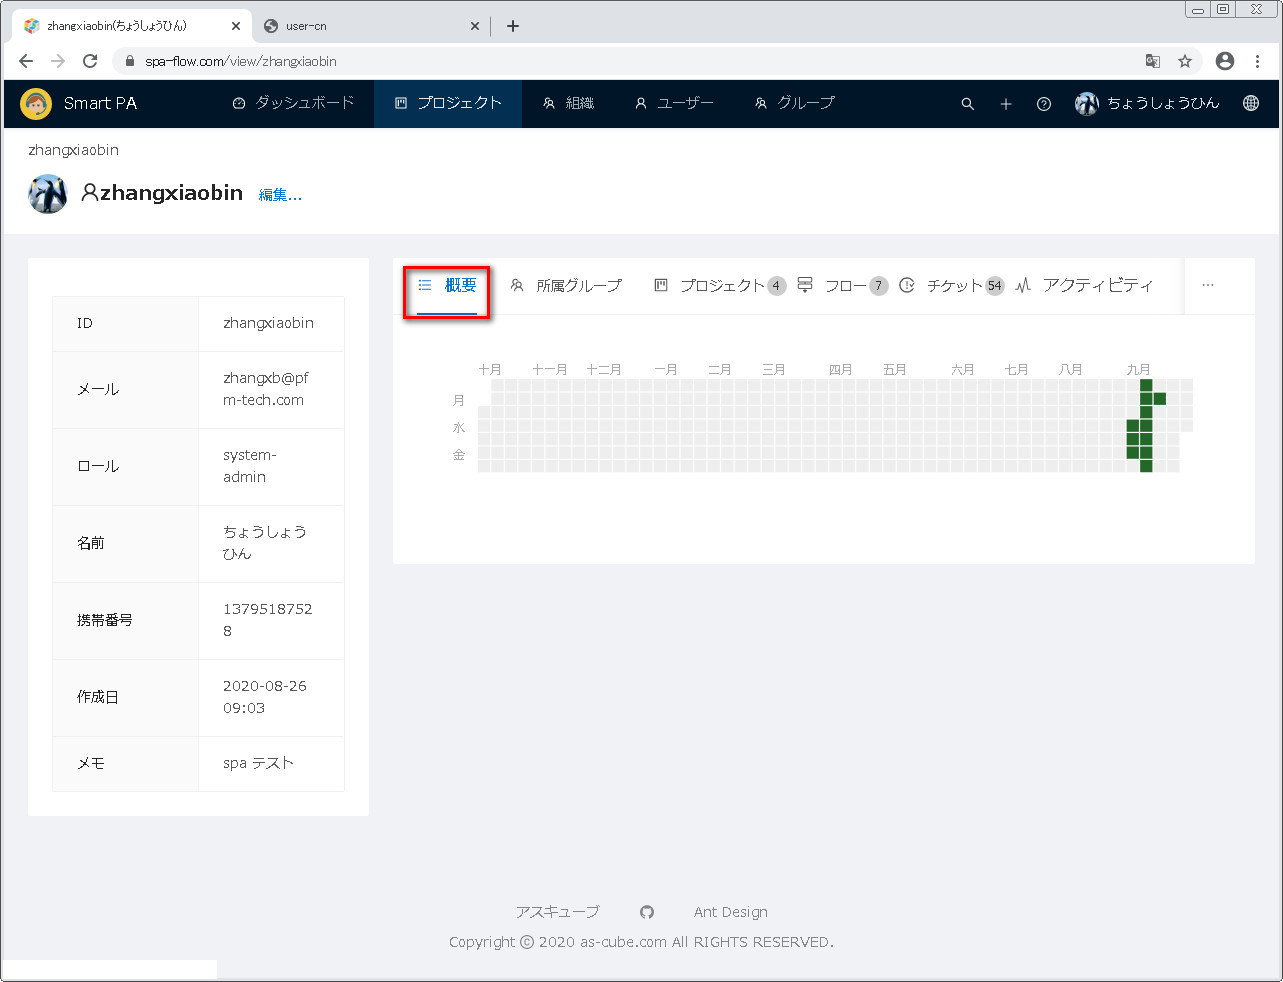 zhangxiaobin(ちょうしょうひん)
user-cn
spa-flow.com/view/zhangxiaobin
Smart PA
ダッシュボード
プロジェクト
組織
ユーザー
グループ
ちょうしょうひん
zhangxiaobin
zhangxiaobin
編集...
ID
zhangxiaobin
メール
zhangxb@pf
m-tech.com
ロール
system-
admin
名前
ちょうしょう
ひん
携帯番号
1379518752
8
作成日
2020-08-26
09:03
メモ
spa テスト
概要
所属グループ
プロジェクト 4
フロー 7
チケット 54
アクティビティ
...
十月 十一月 十二月 一月 二月 三月 四月 五月 六月 七月 八月 九月
月
水
金
アスキューブ
Ant Design
Copyright © 2020 as-cube.com All RIGHTS RESERVED.